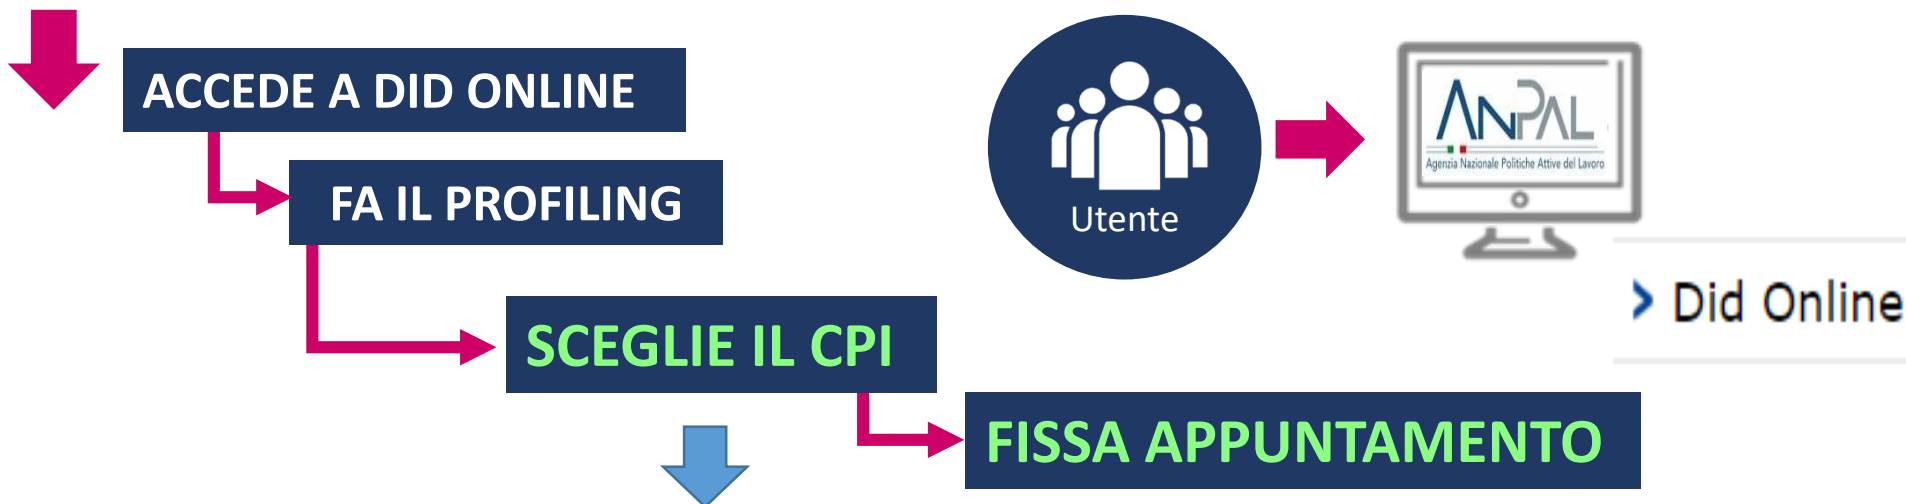 ACCEDE A DID ONLINE
FA IL PROFILING
SCEGLIE IL CPI
FISSA APPUNTAMENTO
Utente
ANPAL
Agenzia Nazionale Politiche Attive del Lavoro
Did Online